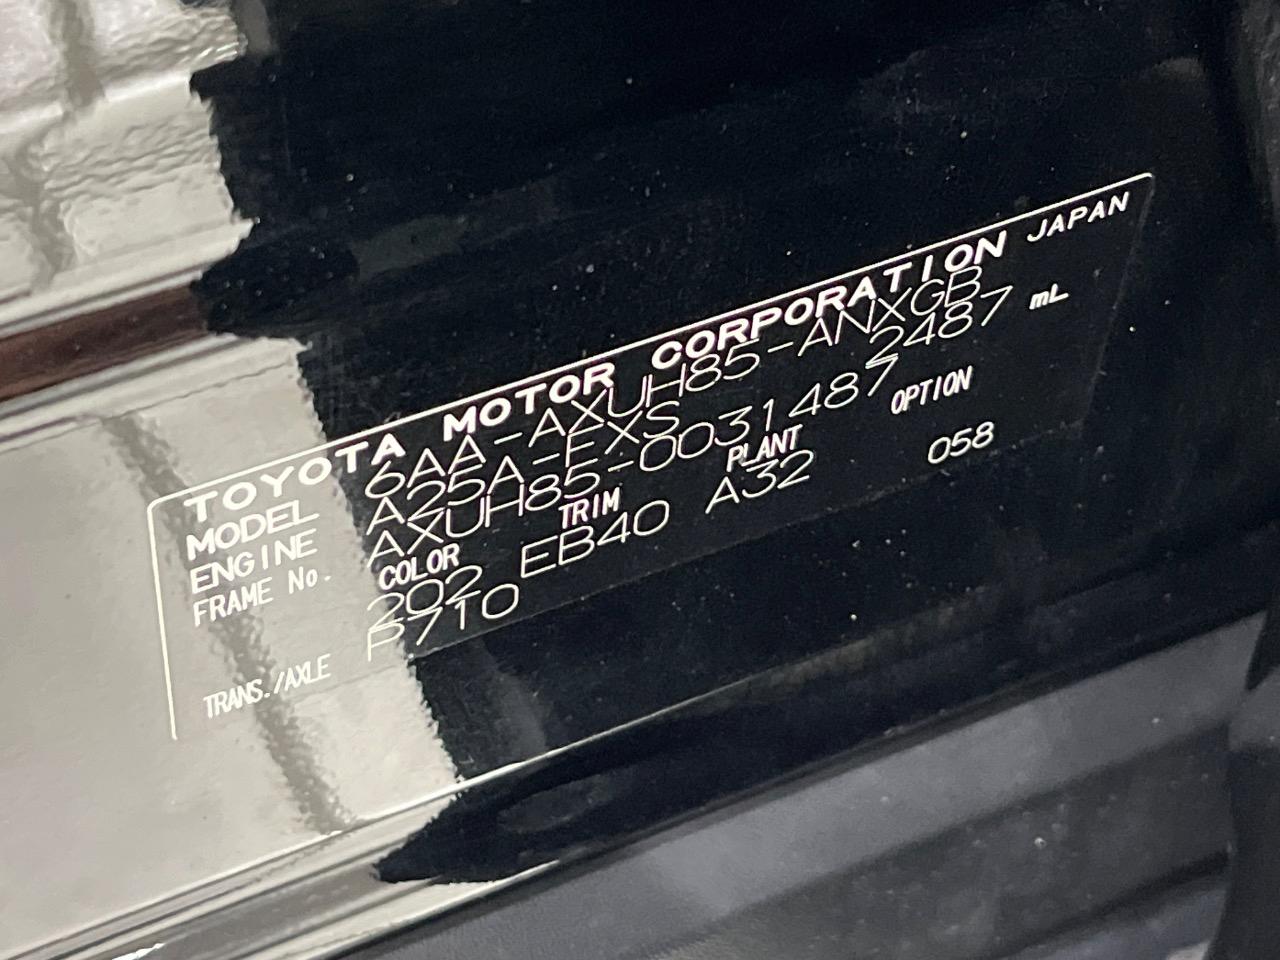 TOYOTA MOTOR CORPORATION JAPAN
MODEL 6AA-AXUH85-ANXGB
ENGINE A25A-FXS 2487 mL
FRAME No. AXUH85-0031487
COLOR TRIM PLANT OPTION
202 EB40 A32 058
TRANS./AXLE P710